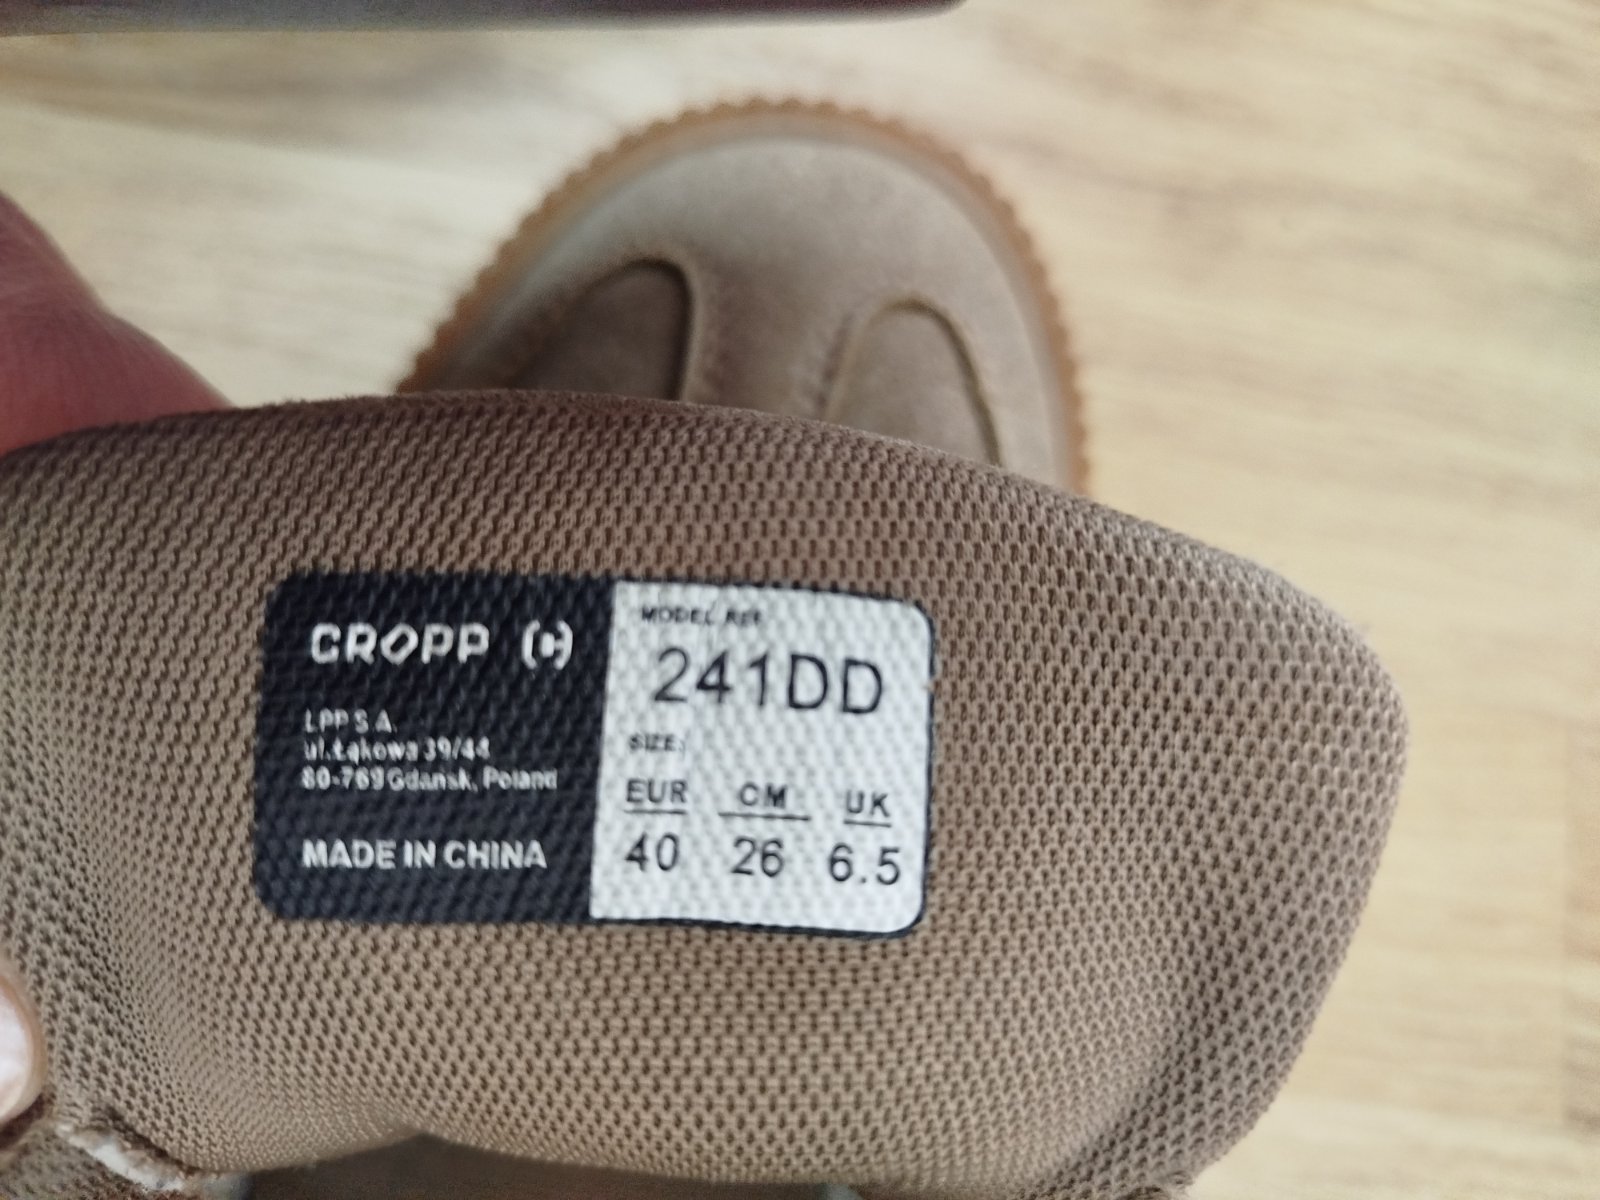 CROPP (c)
LPP S.A.
ul. Łąkowa 39/44
80-769 Gdańsk, Poland
MADE IN CHINA
MODEL REF.
241DD
SIZE:
EUR CM UK
40 26 6.5